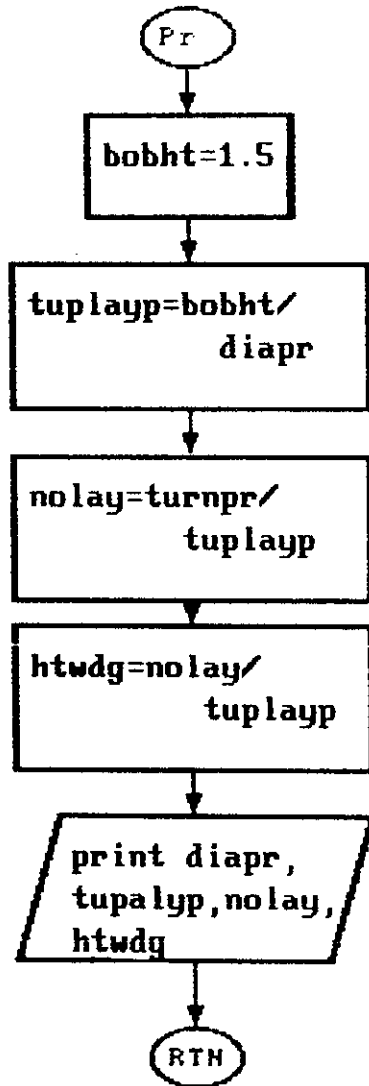 Pr
bobht=1.5
tuplayp=bobht/
diapr
nolay=turnpr/
tuplayp
htwdg=nolay/
tuplayp
print diapr,
tupalyp,nolay,
htwdg
RTN